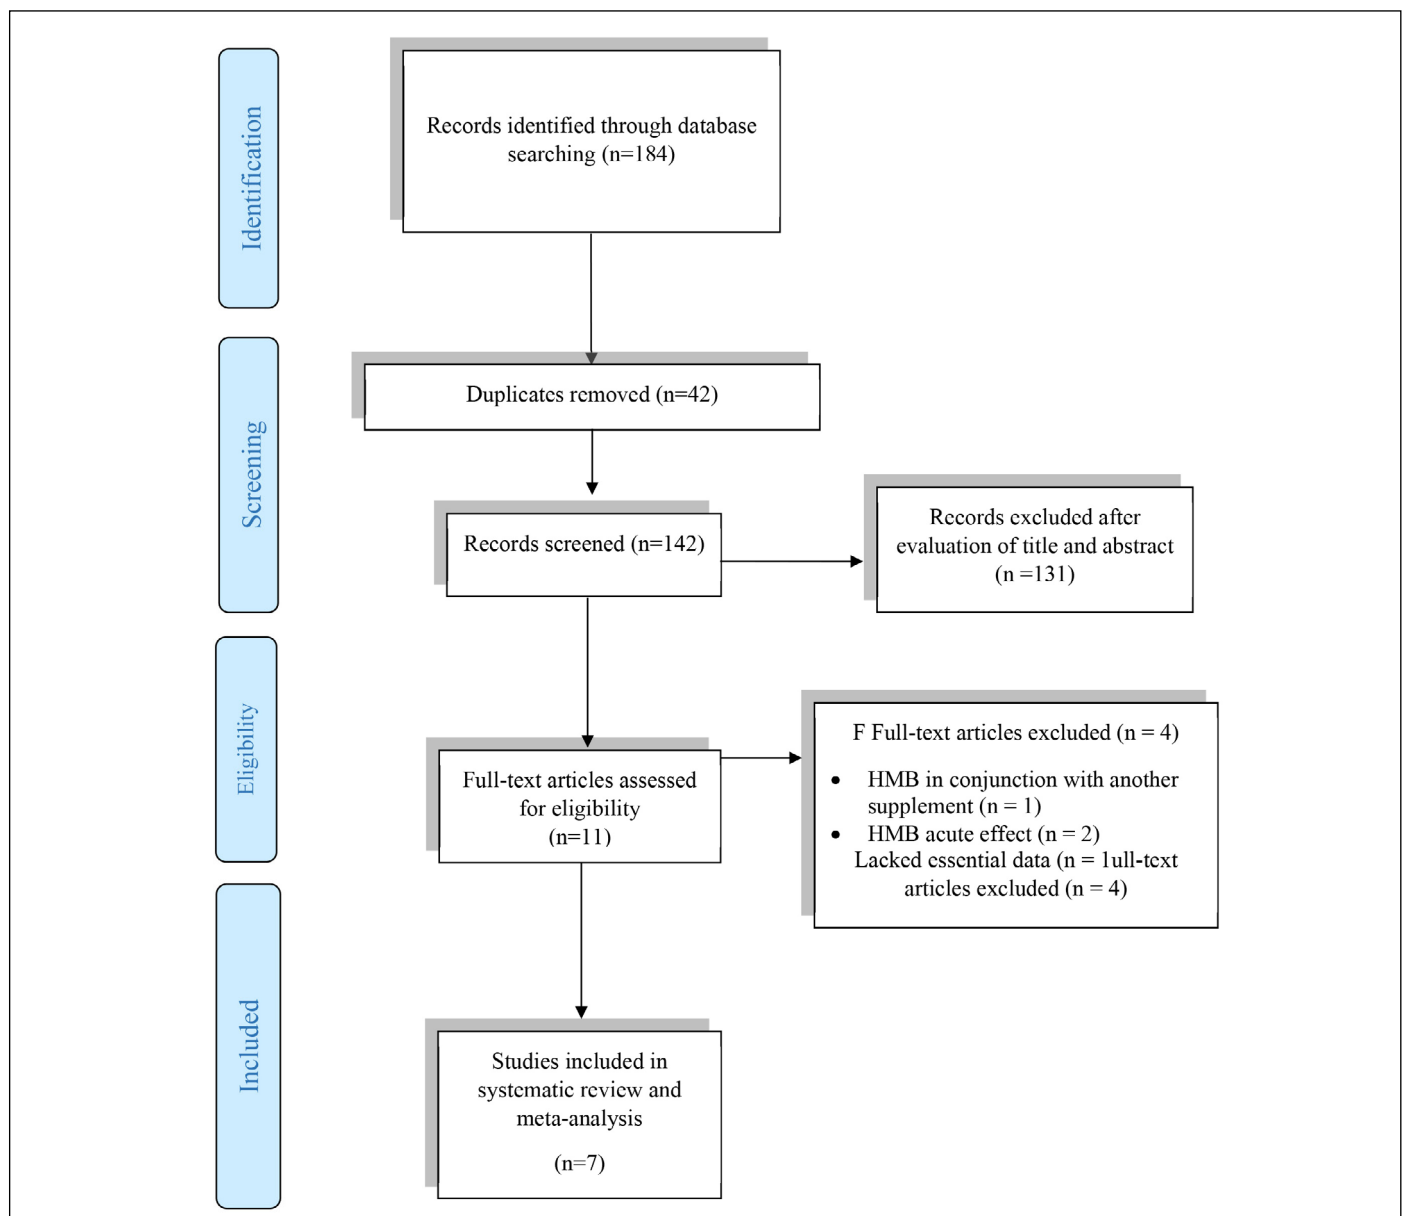 Identification
Records identified through database
searching (n=184)
Screening
Duplicates removed (n=42)
Records screened (n=142)
Records excluded after
evaluation of title and abstract
(n =131)
Eligibility
Full-text articles assessed
for eligibility
(n=11)
F Full-text articles excluded (n = 4)
• HMB in conjunction with another
supplement (n = 1)
• HMB acute effect (n = 2)
Lacked essential data (n = 1ull-text
articles excluded (n = 4)
Included
Studies included in
systematic review and
meta-analysis
(n=7)